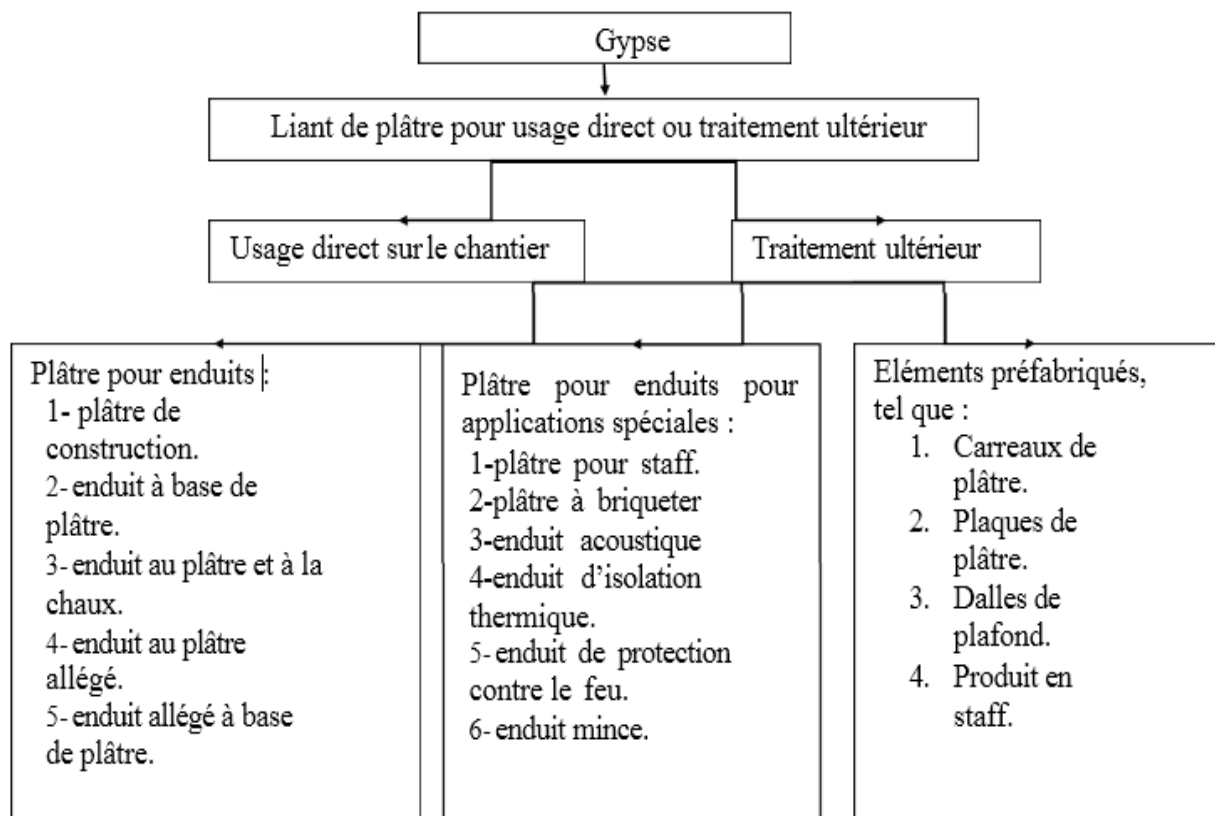 Gypse
Liant de plâtre pour usage direct ou traitement ultérieur
Usage direct sur le chantier
Traitement ultérieur
Plâtre pour enduits :
1- plâtre de
construction.
2- enduit à base de
plâtre.
3- enduit au plâtre et à la
chaux.
4- enduit au plâtre
allégé.
5- enduit allégé à base
de plâtre.
Plâtre pour enduits pour
applications spéciales :
1-plâtre pour staff.
2-plâtre à briqueter
3-enduit acoustique
4-enduit d’isolation
thermique.
5- enduit de protection
contre le feu.
6- enduit mince.
Eléments préfabriqués,
tel que :
1. Carreaux de
plâtre.
2. Plaques de
plâtre.
3. Dalles de
plafond.
4. Produit en
staff.